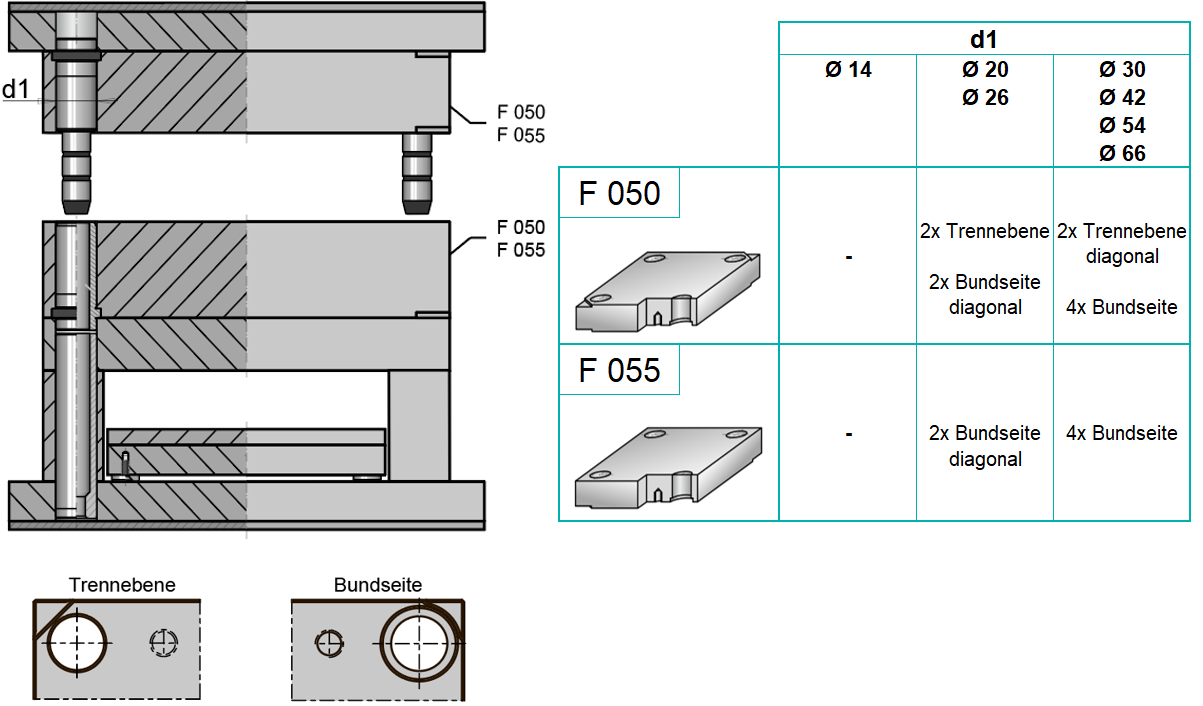 d1
F 050
F 055
F 050
F 055
d1
Ø 14
Ø 20
Ø 30
Ø 26
Ø 42
Ø 54
Ø 66
F 050
-
2x Trennebene
2x Bundseite
diagonal
2x Trennebene
diagonal
4x Bundseite
F 055
-
2x Bundseite
diagonal
4x Bundseite
Trennebene
Bundseite